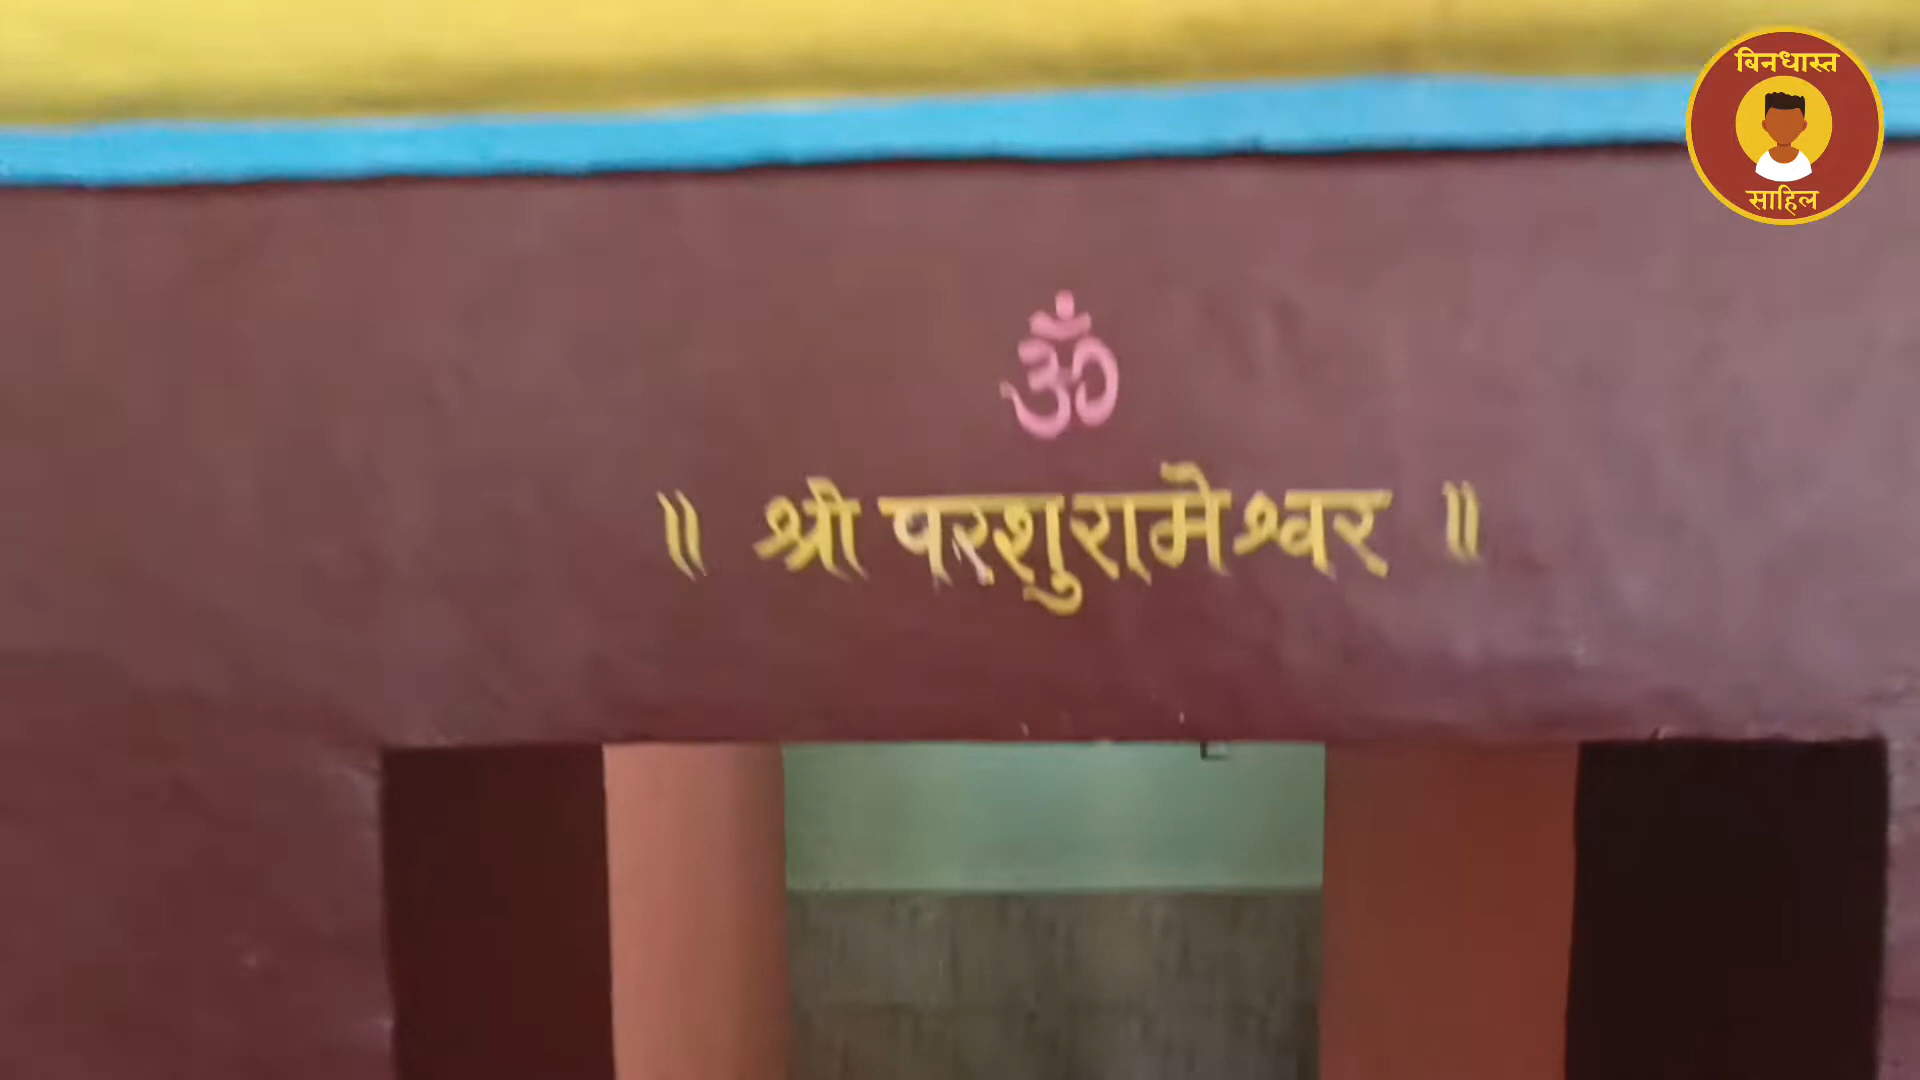 बिनधास्त
साहिल
ॐ
॥ श्री परशुरामेश्वर ॥